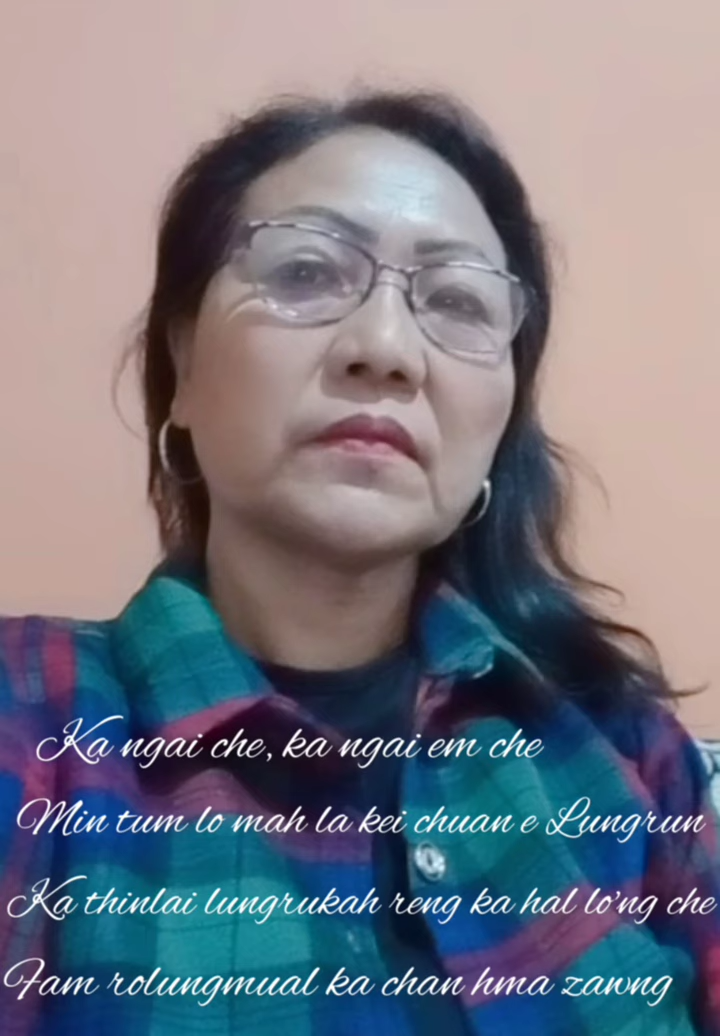 Ka ngai che, ka ngai em che
Min tum lo mah la kei chuan e Lungrun
Ka thinlai lungrukah reng ka hal lo'ng che
Fam rolungmual ka chan hma zawng